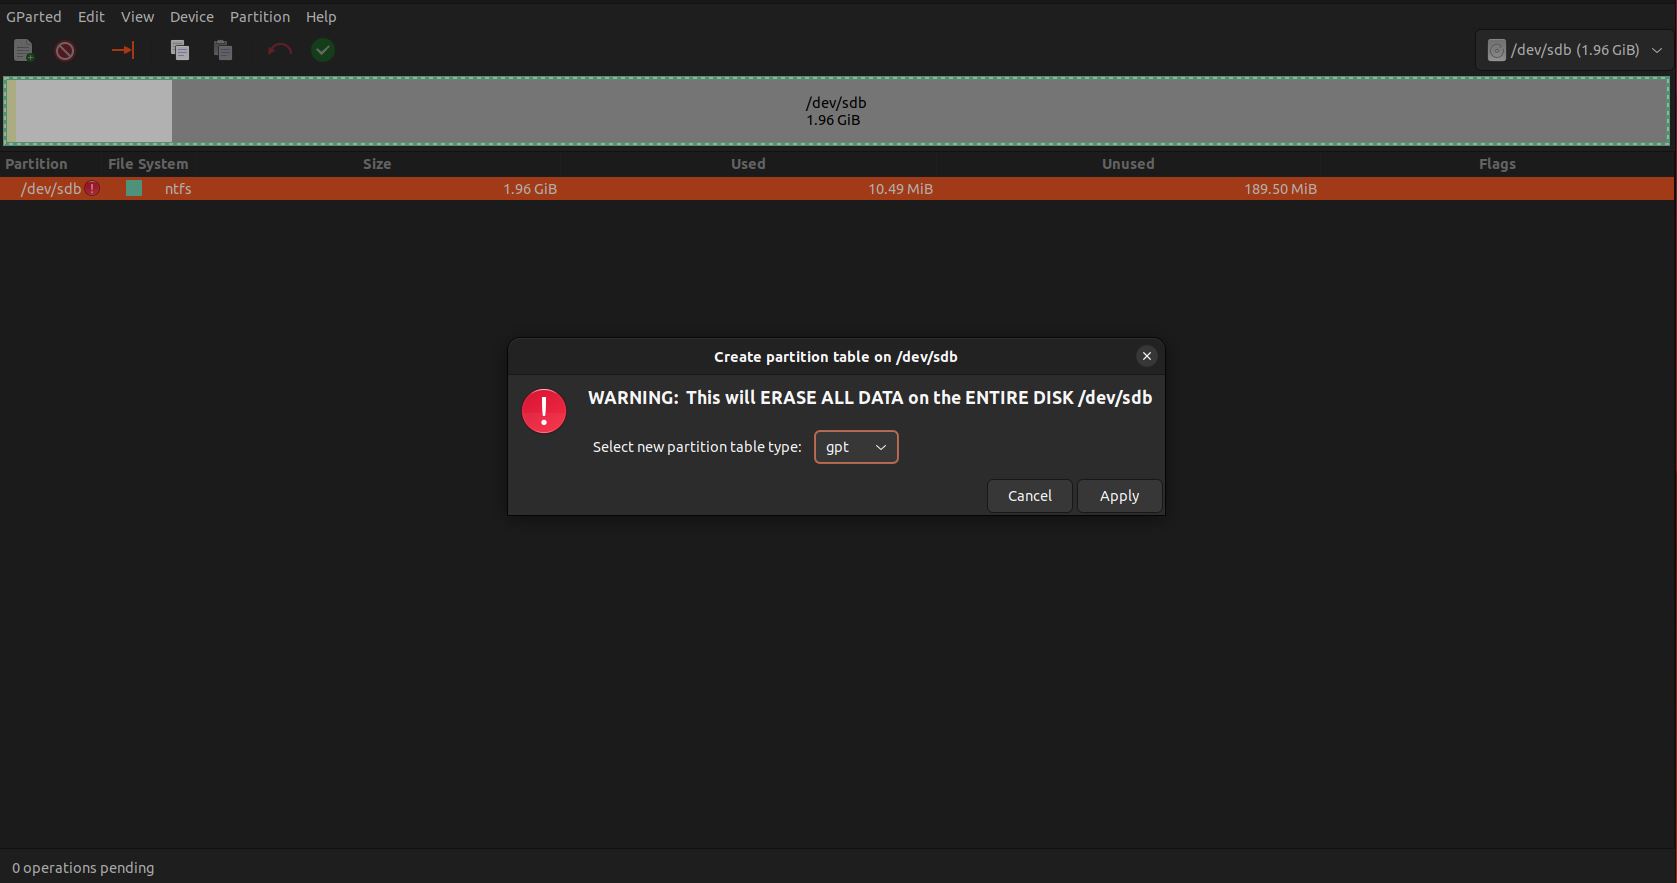 GParted Edit View Device Partition Help
/dev/sdb (1.96 GiB)
/dev/sdb
1.96 GiB
Partition File System Size Used Unused Flags
/dev/sdb ntfs 1.96 GiB 10.49 MiB 189.50 MiB
Create partition table on /dev/sdb
WARNING: This will ERASE ALL DATA on the ENTIRE DISK /dev/sdb
Select new partition table type: gpt
Cancel Apply
0 operations pending